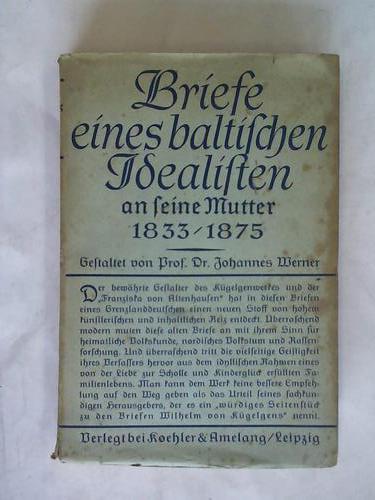 Briefe
eines baltischen
Idealisten
an seine Mutter
1833/1875
Gestaltet von Prof. Dr. Johannes Werner
Der bewährte Gestalter des Kügelgenwerkes und der
„Franziska von Altenhausen" hat in diesen Briefen
eines Grenzlanddeutschen einen neuen Stoff von hohem
künstlerischen und inhaltlichen Reiz entdeckt. Überraschend
modern muten diese alten Briefe an mit ihrem Sinn für
heimatliche Volkskunde, nordisches Volkstum und Rassen-
forschung. Und überraschend tritt die vielseitige Geistigkeit
ihres Verfassers hervor aus dem idyllischen Rahmen eines
von der Liebe zur Scholle und Kinderglück erfüllten Fa-
milienlebens. Man kann dem Werk keine bessere Empfeh-
lung auf den Weg geben als das Urteil seines sachkun-
digen Herausgebers, der es ein „würdiges Seitenstück
zu den Briefen Wilhelm von Kügelgens" nennt.
Verlegt bei Koehler & Amelang/Leipzig